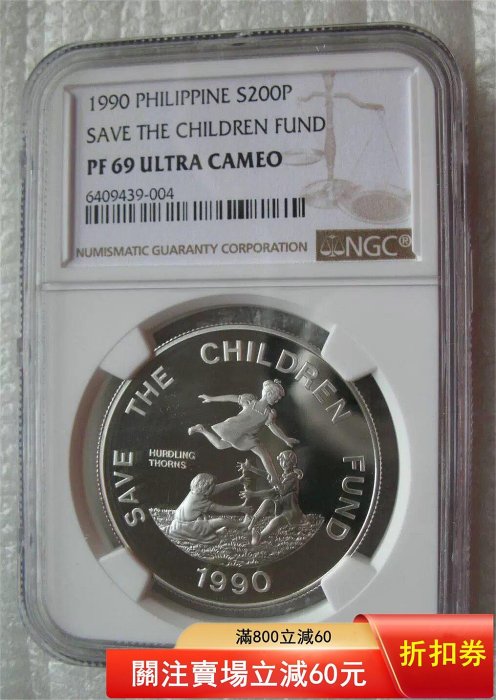 1990 PHILIPPINE S200P
SAVE THE CHILDREN FUND
PF 69 ULTRA CAMEO
6409439-004
NUMISMATIC GUARANTY CORPORATION
NGC®
SAVE THE CHILDREN FUND
HURDLING
THORNS
1990
滿800立減60
關注賣場立減60元
折扣券